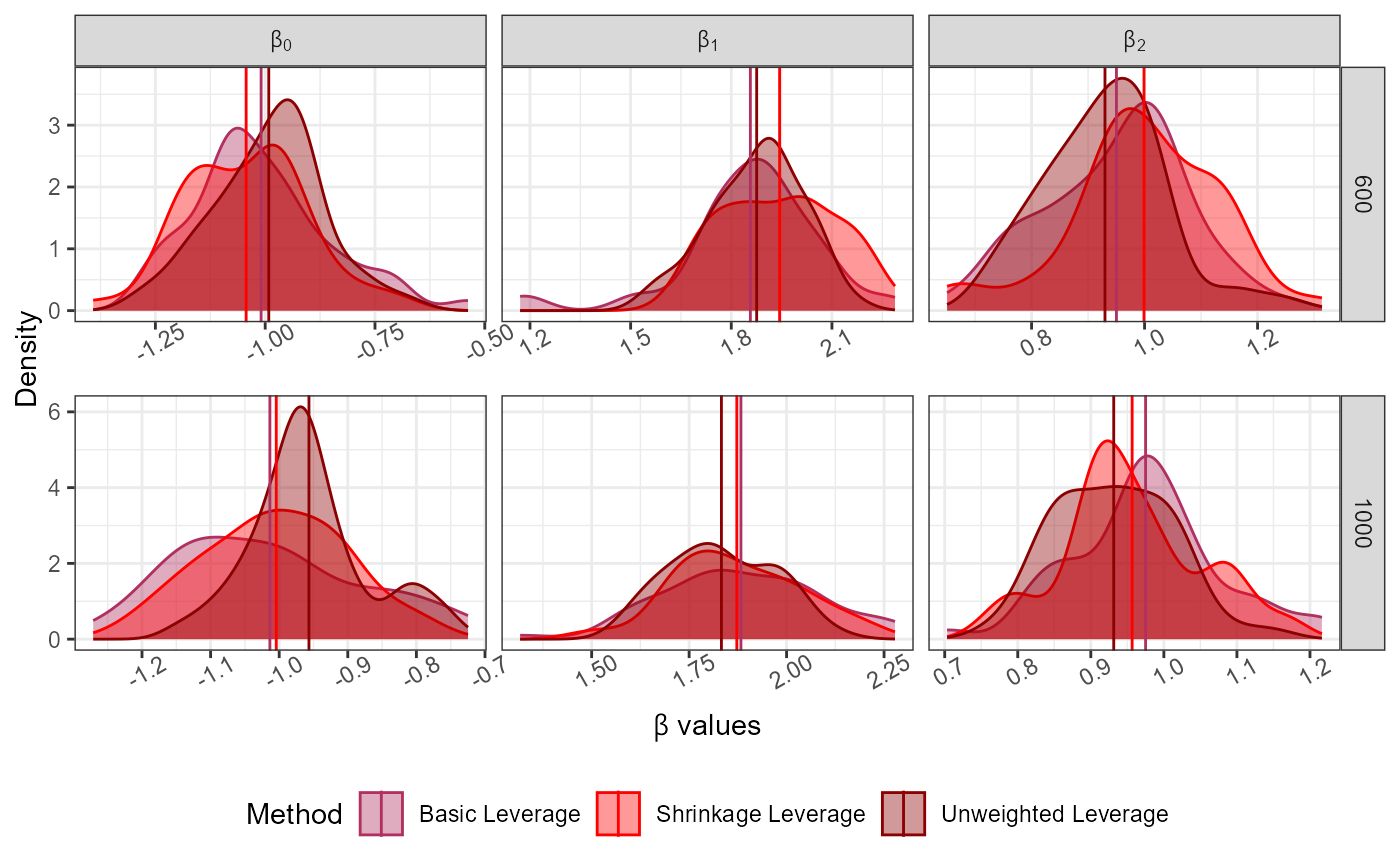 β0 β1 β2
600
3
2
1
0
-1.25 -1.00 -0.75 -0.50 1.2 1.5 1.8 2.1 0.8 1.0 1.2
Density
1000
6
4
2
0
-1.2 -1.1 -1.0 -0.9 -0.8 -0.7 1.50 1.75 2.00 2.25 0.7 0.8 0.9 1.0 1.1 1.2
β values
Method Basic Leverage Shrinkage Leverage Unweighted Leverage